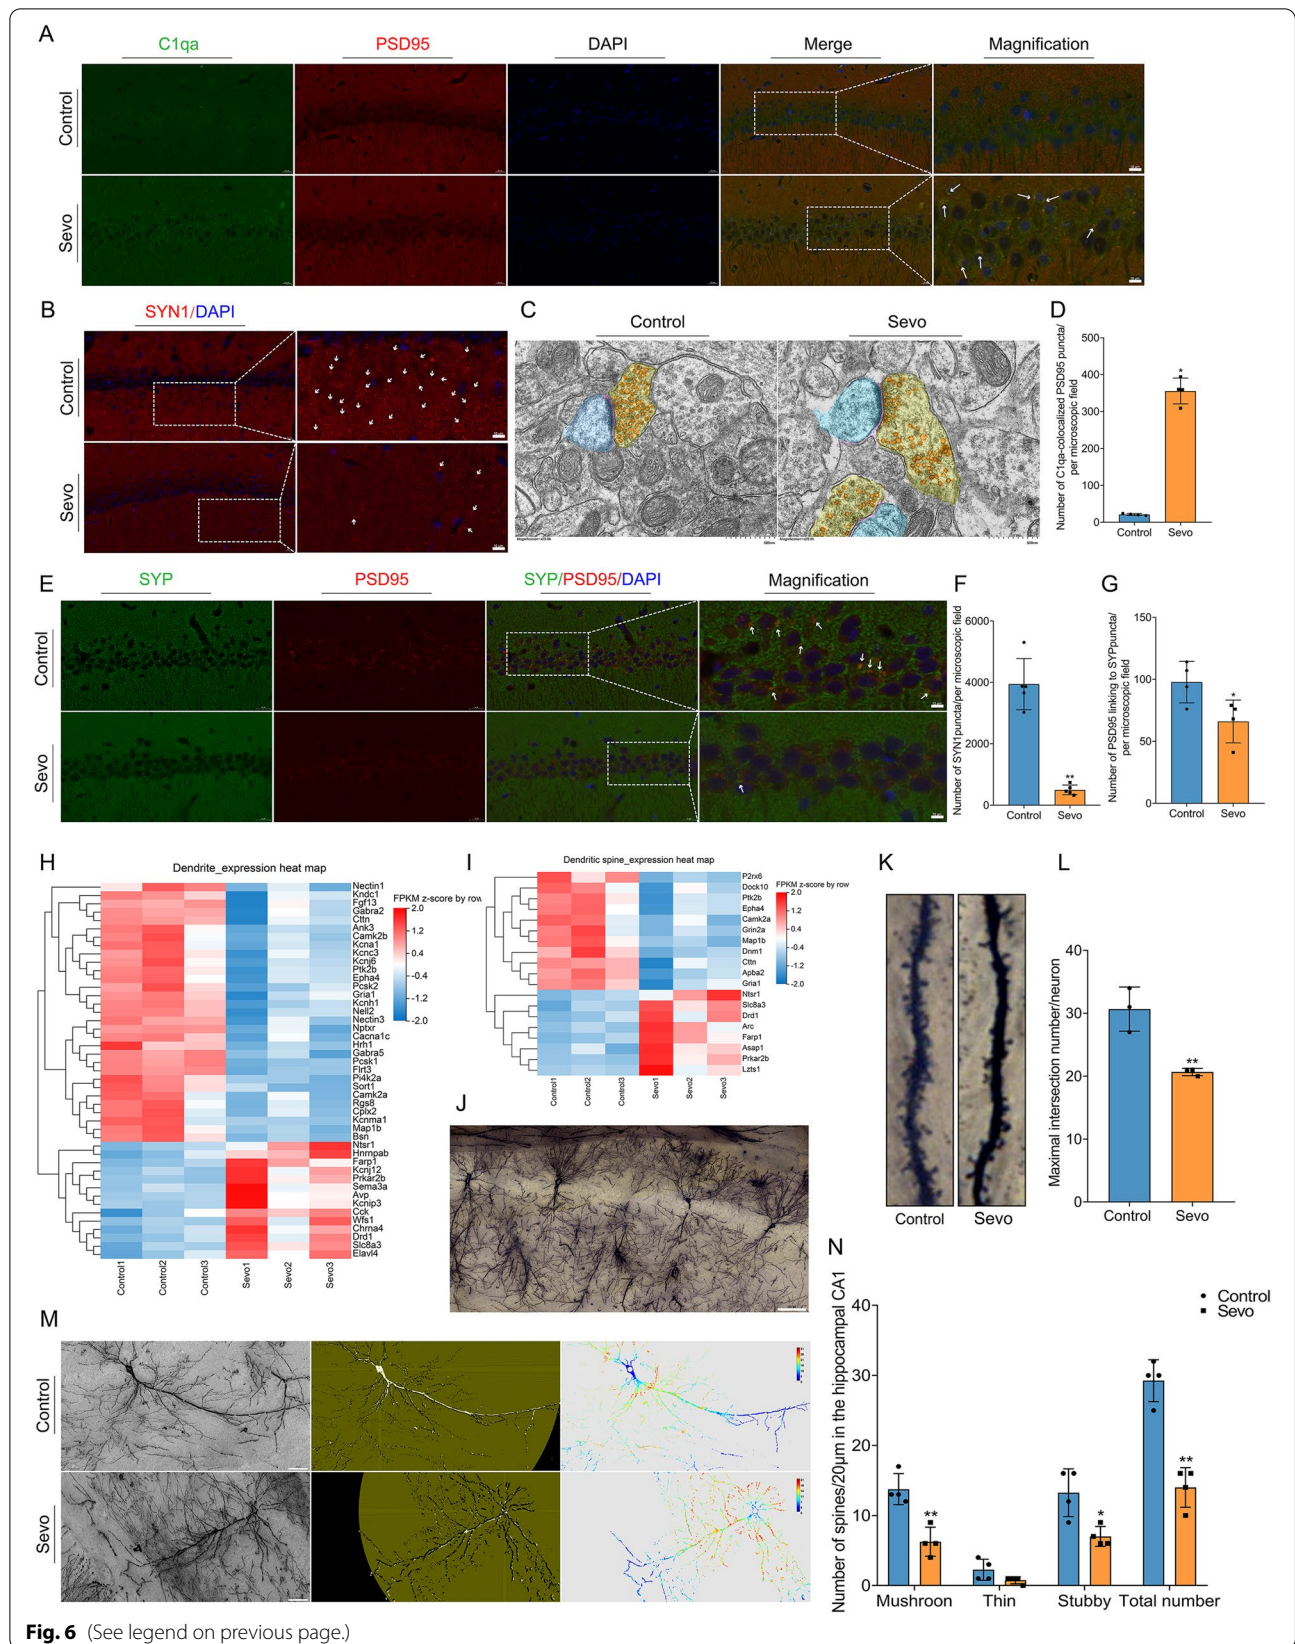 A
C1qa PSD95 DAPI Merge Magnification
Control
Sevo
B
SYN1/DAPI
Control
Sevo
C
Control Sevo
D
Number of C1qa-colocalized PSD95 puncta/
per microscopic field
500
400
300
200
100
0
*
Control Sevo
E
SYP PSD95 SYP/PSD95/DAPI Magnification
Control
Sevo
F
Number of SYN1puncta/per microscopic field
6000
4000
2000
0
**
Control Sevo
G
Number of PSD95 linking to SYPpuncta/
per microscopic field
150
100
50
0
*
Control Sevo
H
Dendrite_expression heat map
Nectin1
Kndc1
Fgf13
Gabra2
Cttn
Ank3
Camk2b
Kcna1
Kcnc3
Kcnj6
Ptk2b
Epha4
Pcsk2
Gria1
Kcnh1
Nell2
Nectin3
Nptxr
Cacna1c
Hrh1
Gabra5
Pcsk1
Flrt3
Pi4k2a
Sort1
Camk2a
Rgs8
Cplx2
Kcnma1
Map1b
Bsn
Ntsr1
Hnrnpab
Farp1
Kcnj12
Prkar2b
Sema3a
Avp
Kcnip3
Cck
Wfs1
Chrna4
Drd1
Slc8a3
Elavl4
FPKM z-score by row
2.0
1.2
0.4
-0.4
-1.2
-2.0
Control1 Control2 Control3 Sevo1 Sevo2 Sevo3
I
Dendritic spine_expression heat map
P2rx6
Dock10
Ptk2b
Epha4
Camk2a
Grin2a
Map1b
Dnm1
Cttn
Apba2
Gria1
Ntsr1
Slc8a3
Drd1
Arc
Farp1
Asap1
Prkar2b
Lzts1
FPKM z-score by row
2.0
1.2
0.4
-0.4
-1.2
-2.0
Control1 Control2 Control3 Sevo1 Sevo2 Sevo3
J
K
Control Sevo
L
Maximal intersection number/neuron
40
30
20
10
0
**
Control Sevo
M
Control
Sevo
N
Number of spines/20μm in the hippocampal CA1
40
30
20
10
0
Control
Sevo
**
*
**
Mushroon Thin Stubby Total number
Fig. 6 (See legend on previous page.)